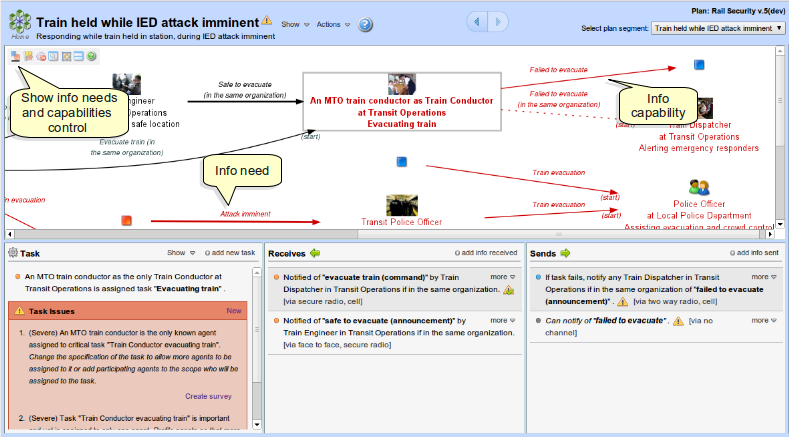 Train held while IED attack imminent
Show
Actions
Plan: Rail Security v.5(dev)
Select plan segment:
Train held while IED attack imminent
Home
Responding while train held in station, during IED attack imminent
Show info needs
and capabilities
control
Safe to evacuate
(in the same organization)
Evacuate train (in
the same organization)
An MTO train conductor as Train Conductor
at Transit Operations
Evacuating train
(start)
Failed to evacuate
Failed to evacuate
(in the same organization)
Info
capability
(start)
Train Dispatcher
at Transit Operations
Alerting emergency responders
safe location
Info need
Attack imminent
Transit Police Officer
Train evacuation
(start)
Train evacuation
(start)
Police Officer
at Local Police Department
Assisting evacuation and crowd control
Task
Show
add new task
An MTO train conductor as the only Train Conductor at
Transit Operations is assigned task "Evacuating train" .
Task Issues
New
1. (Severe) An MTO train conductor is the only known agent
assigned to critical task "Train Conductor evacuating train".
Change the specification of the task to allow more agents to be
assigned to it or add participating agents to the scope who will be
assigned to the task.
Create survey
2. (Severe) Task "Train Conductor evacuating train" is important
Receives
add info received
Notified of "evacuate train (command)" by Train
Dispatcher in Transit Operations if in the same organization.
[via secure radio, cell]
more
Notified of "safe to evacuate (announcement)" by
Train Engineer in Transit Operations if in the same organization.
[via face to face, secure radio]
more
Sends
add info sent
If task fails, notify any Train Dispatcher in Transit
Operations if in the same organization of "failed to evacuate
(announcement)" . [via two way radio, cell]
more
Can notify of "failed to evacuate" . [via no
channel]
more